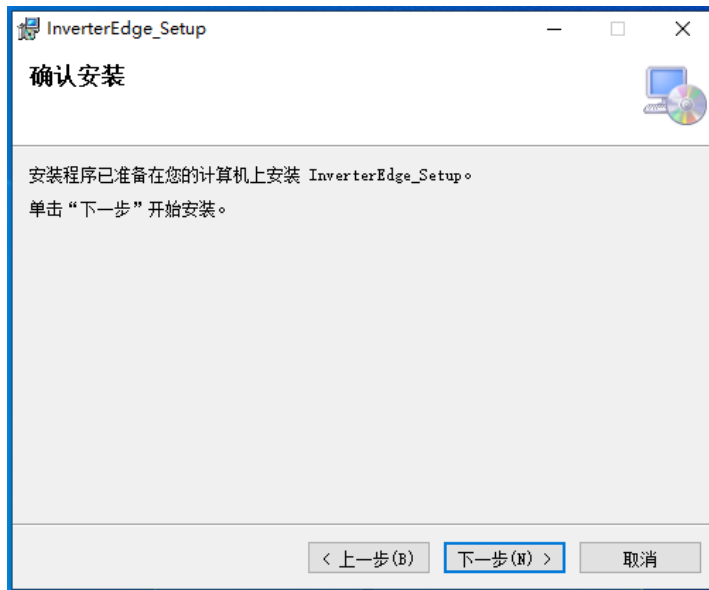 InverterEdge_Setup
确认安装
安装程序已准备在您的计算机上安装 InverterEdge_Setup。
单击“下一步”开始安装。
< 上一步(B)
下一步(N) >
取消